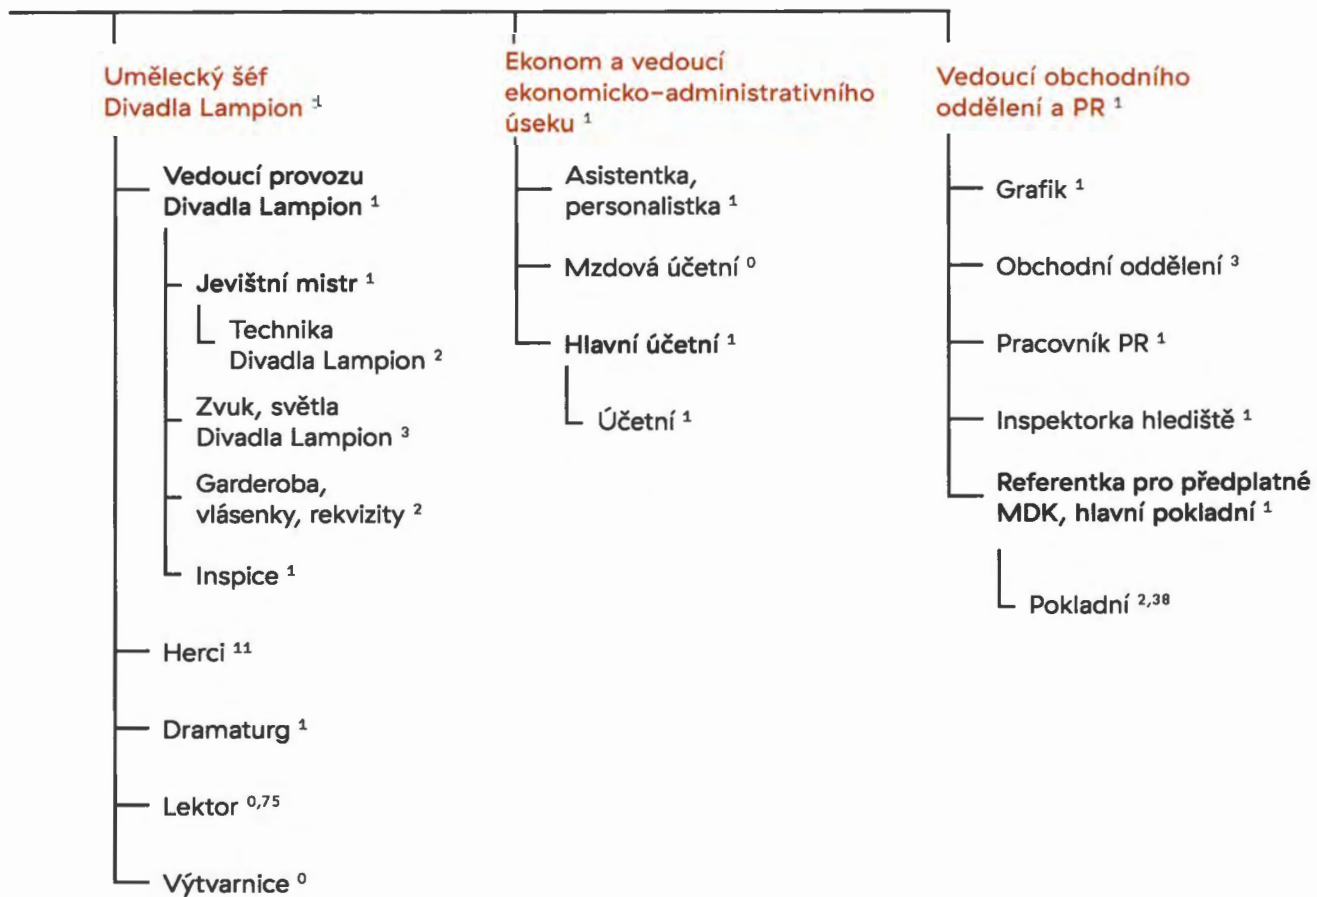 Umělecký šéf
Divadla Lampion 1
Vedoucí provozu
Divadla Lampion 1
Jevištní mistr 1
Technika
Divadla Lampion 2
Zvuk, světla
Divadla Lampion 3
Garderoba,
vlásenky, rekvizity 2
Inspice 1
Herci 11
Dramaturg 1
Lektor 0,75
Výtvarnice 0
Ekonom a vedoucí
ekonomicko-administrativního
úseku 1
Asistentka,
personalistka 1
Mzdová účetní 0
Hlavní účetní 1
Účetní 1
Vedoucí obchodního
oddělení a PR 1
Grafik 1
Obchodní oddělení 3
Pracovník PR 1
Inspektorka hlediště 1
Referentka pro předplatné
MDK, hlavní pokladní 1
Pokladní 2,38